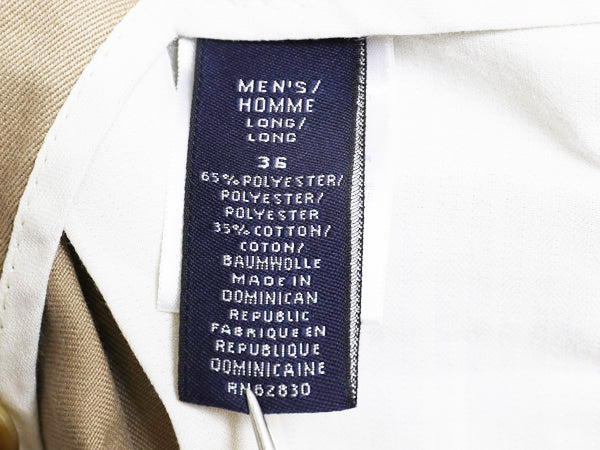 MEN'S/
HOMME
LONG/
LONG
36
65% POLYESTER/
POLYESTER/
POLYESTER
35% COTTON/
COTON/
BAUMWOLLE
MADE IN
DOMINICAN
REPUBLIC
FABRIQUE EN
REPUBLIQUE
DOMINICAINE
RN62830